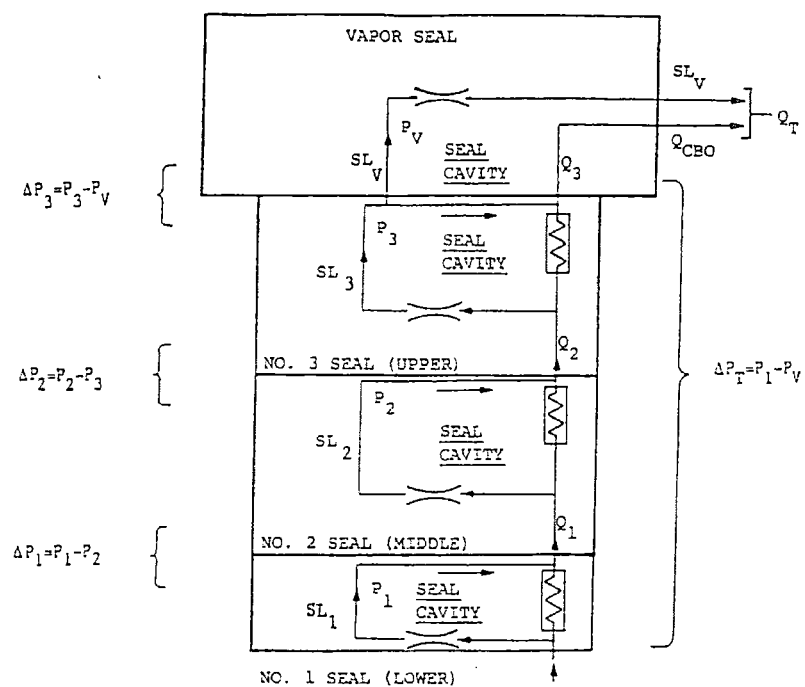 VAPOR SEAL
SL_V
Q_T
P_V
Q_CBO
SL_V
SEAL
CAVITY
Q_3
ΔP_3=P_3-P_V
P_3
SEAL
CAVITY
SL_3
Q_2
NO. 3 SEAL (UPPER)
ΔP_2=P_2-P_3
ΔP_T=P_1-P_V
P_2
SEAL
CAVITY
SL_2
Q_1
NO. 2 SEAL (MIDDLE)
ΔP_1=P_1-P_2
P_1
SEAL
CAVITY
SL_1
NO. 1 SEAL (LOWER)